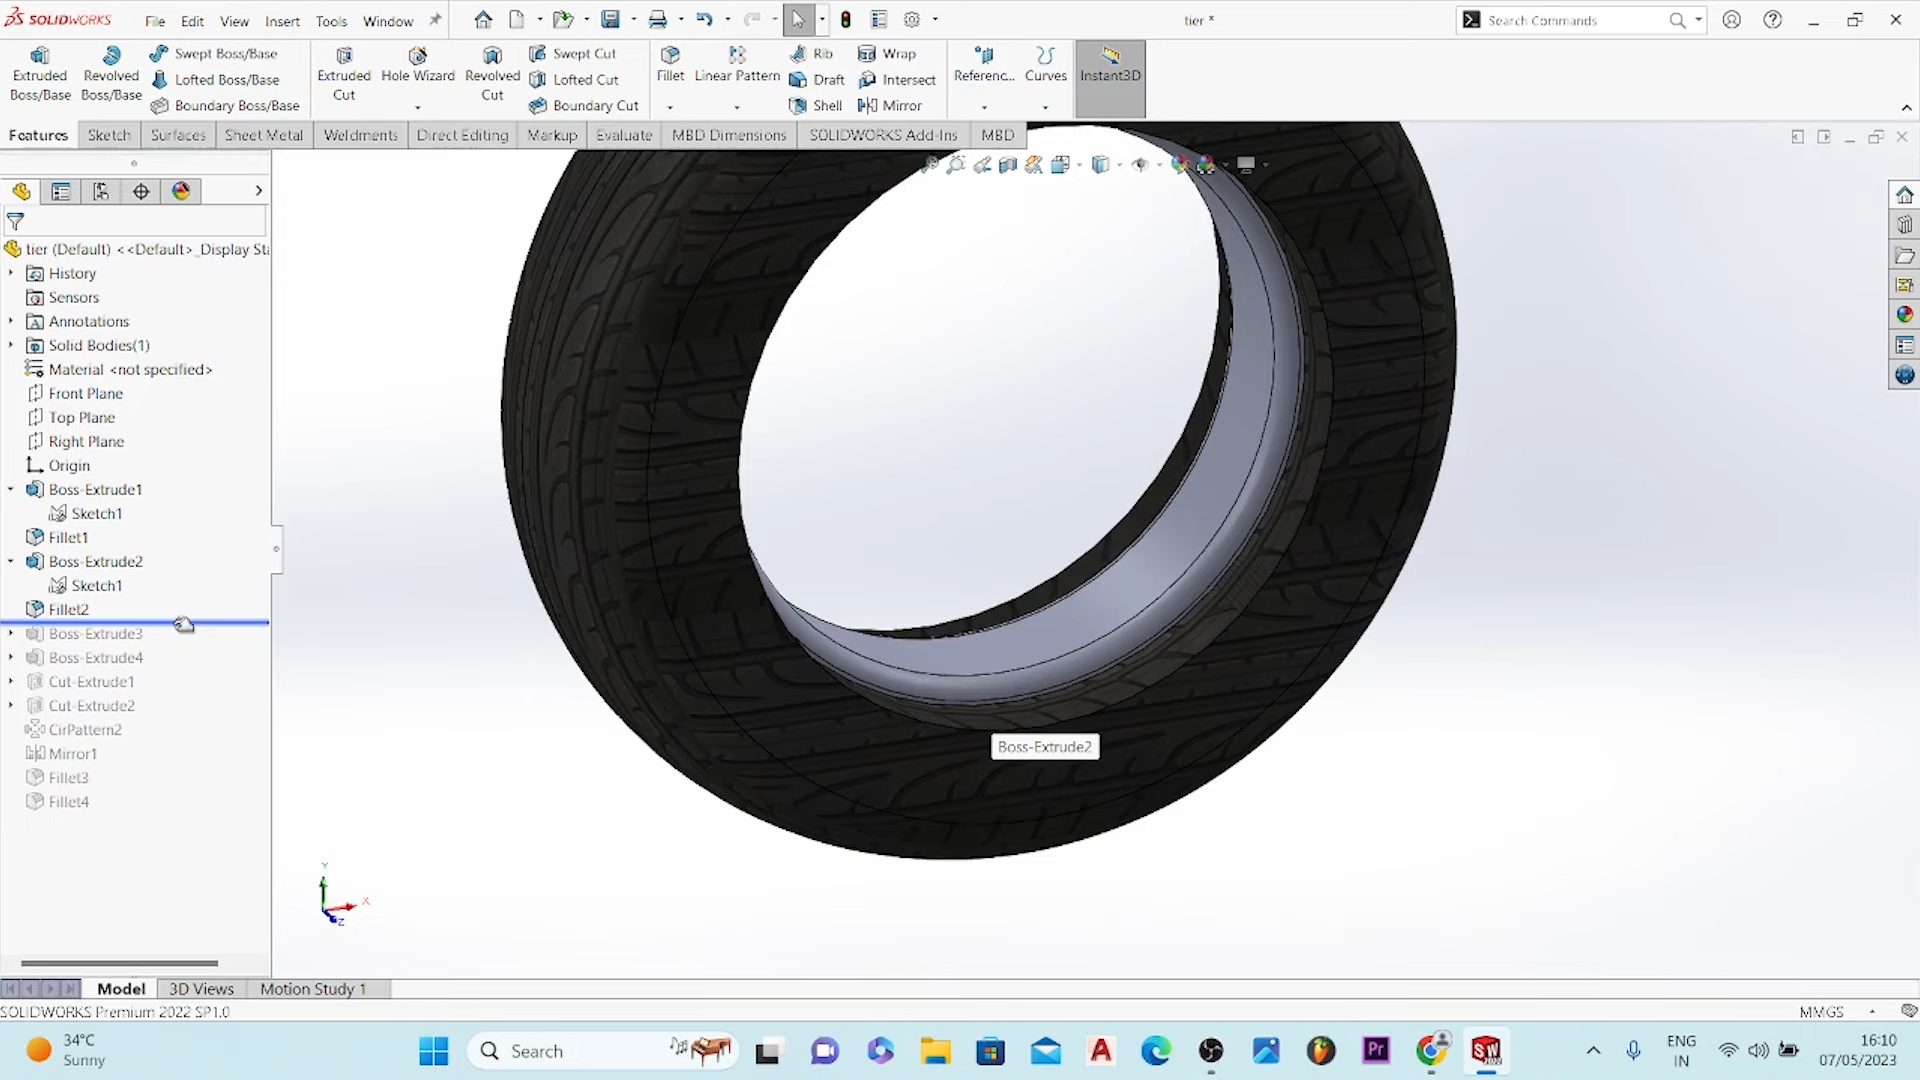 SOLIDWORKS File Edit View Insert Tools Window tier * Search Commands
Extruded Boss/Base
Revolved Boss/Base
Swept Boss/Base
Lofted Boss/Base
Boundary Boss/Base
Extruded Cut
Hole Wizard
Revolved Cut
Swept Cut
Lofted Cut
Boundary Cut
Fillet
Linear Pattern
Rib
Draft
Shell
Wrap
Intersect
Mirror
Referenc...
Curves
Instant3D
Features Sketch Surfaces Sheet Metal Weldments Direct Editing Markup Evaluate MBD Dimensions SOLIDWORKS Add-Ins MBD
tier (Default) <<Default>_Display Sta
History
Sensors
Annotations
Solid Bodies(1)
Material <not specified>
Front Plane
Top Plane
Right Plane
Origin
Boss-Extrude1
Sketch1
Fillet1
Boss-Extrude2
Sketch1
Fillet2
Boss-Extrude3
Boss-Extrude4
Cut-Extrude1
Cut-Extrude2
CirPattern2
Mirror1
Fillet3
Fillet4
Boss-Extrude2
Y
X
Z
Model 3D Views Motion Study 1
SOLIDWORKS Premium 2022 SP1.0 MMGS
34°C
Sunny
Search
Pr
SW
ENG
IN
16:10
07/05/2023